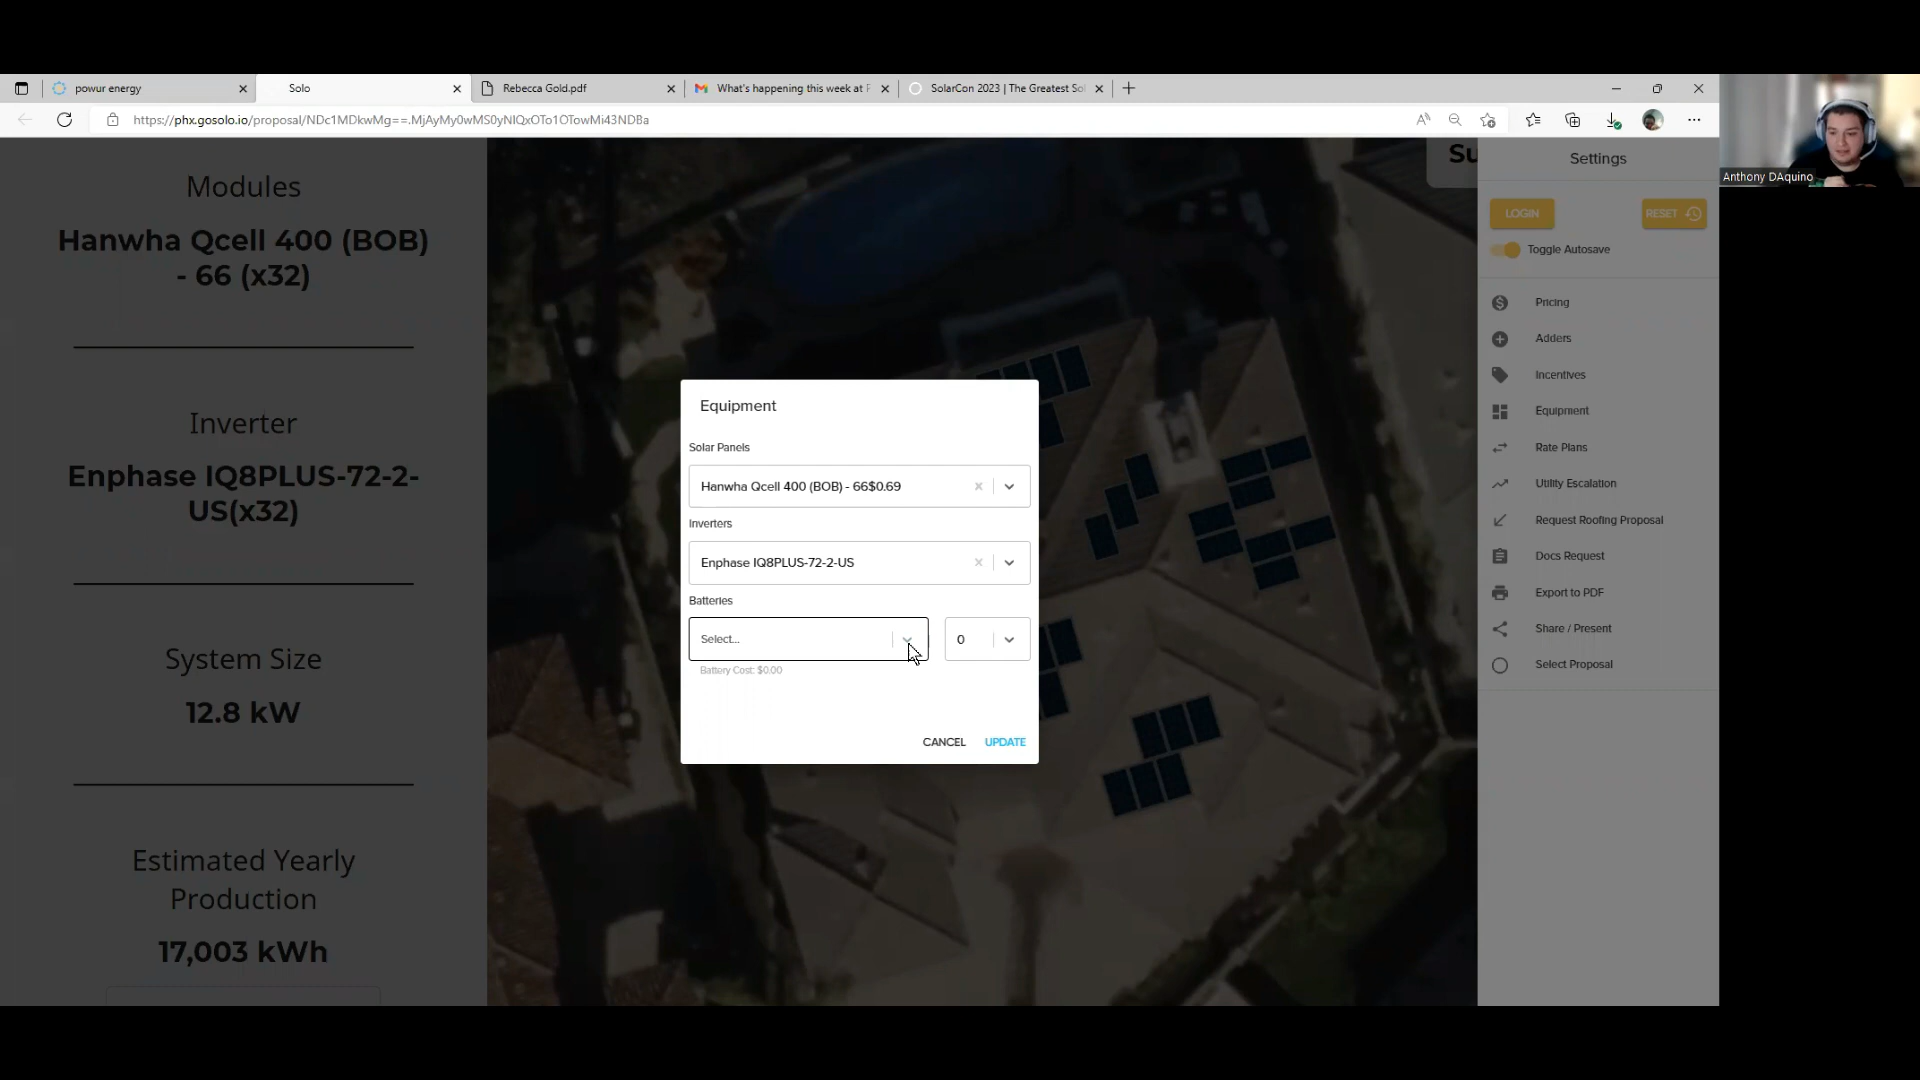 powur energy
Solo
Rebecca Gold.pdf
What's happening this week at P
SolarCon 2023 | The Greatest So
https://phx.gosolo.io/proposal/NDc1MDkwMg==.MjAyMy0wMS0yNlQxOTo1OTowMi43NDBa
Modules
Hanwha Qcell 400 (BOB)
- 66 (x32)
Inverter
Enphase IQ8PLUS-72-2-
US(x32)
System Size
12.8 kW
Estimated Yearly
Production
17,003 kWh
Su
Equipment
Solar Panels
Hanwha Qcell 400 (BOB) - 66$0.69
Inverters
Enphase IQ8PLUS-72-2-US
Batteries
Select...
0
Battery Cost: $0.00
CANCEL
UPDATE
Settings
LOGIN
RESET
Toggle Autosave
Pricing
Adders
Incentives
Equipment
Rate Plans
Utility Escalation
Request Roofing Proposal
Docs Request
Export to PDF
Share / Present
Select Proposal
Anthony DAquino